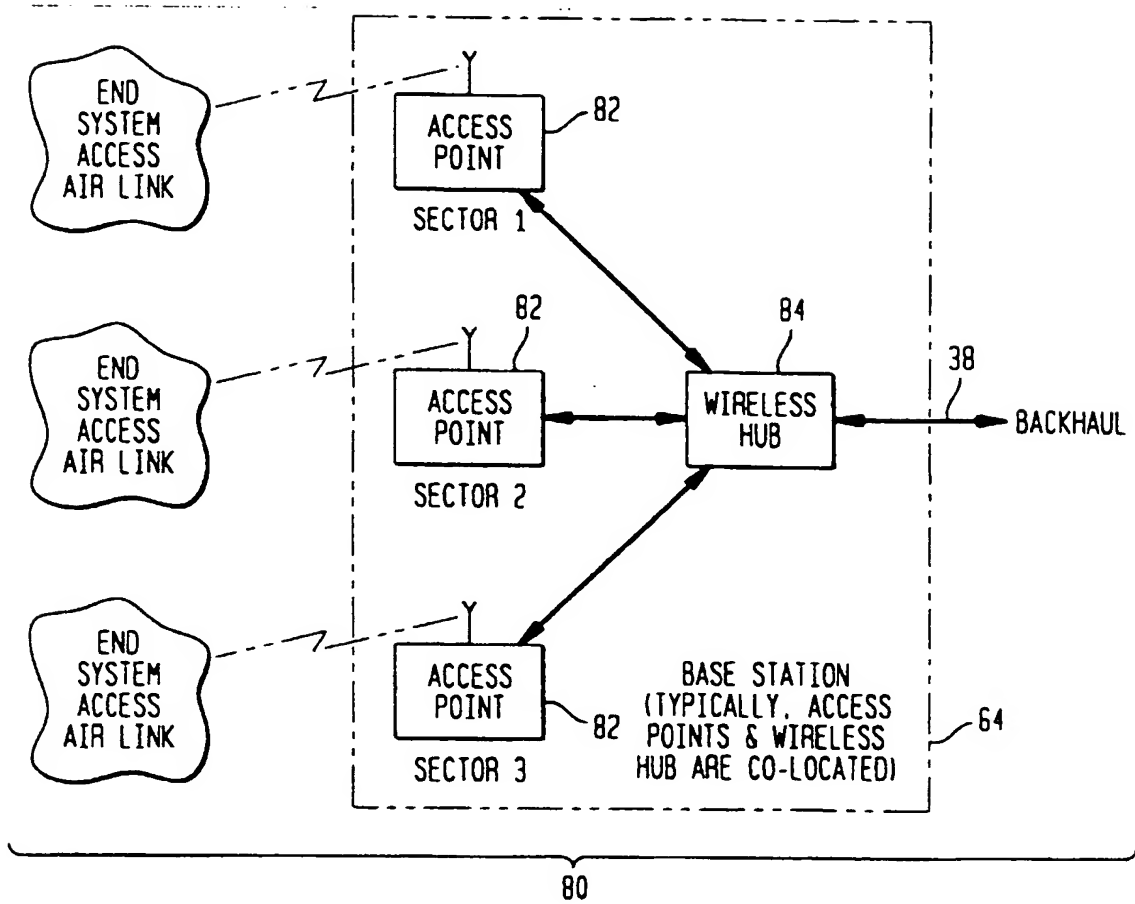 END
SYSTEM
ACCESS
AIR LINK
ACCESS
POINT
82
SECTOR 1
END
SYSTEM
ACCESS
AIR LINK
ACCESS
POINT
82
SECTOR 2
WIRELESS
HUB
84
38
BACKHAUL
END
SYSTEM
ACCESS
AIR LINK
ACCESS
POINT
82
SECTOR 3
BASE STATION
(TYPICALLY, ACCESS
POINTS & WIRELESS
HUB ARE CO-LOCATED)
64
80